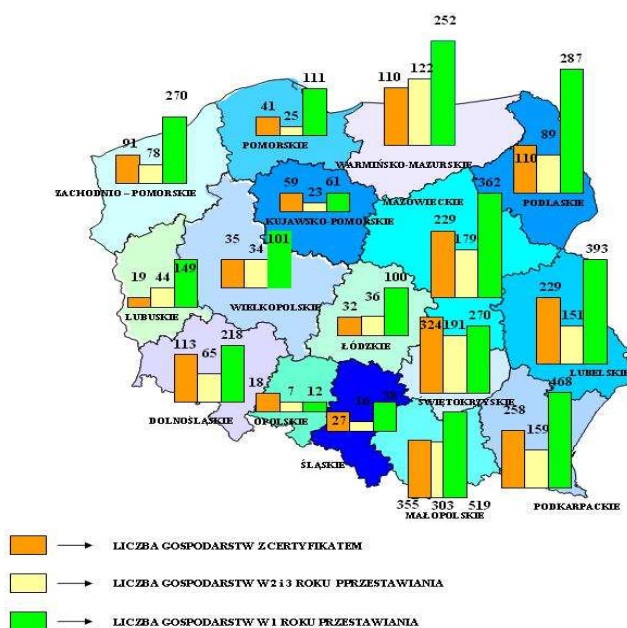 252
287
122
110
270
111
41
25
POMORSKIE
WARMIŃSKO-MAZURSKIE
89
110
91
78
ZACHODNIO – POMORSKIE
59
23
61
KUJAWSKO-POMORSKIE
MAZOWIECKIE
362
PODLASKIE
229
179
35
34
101
WIELKOPOLSKIE
19
44
149
LUBUSKIE
393
229
151
LUBELSKIE
100
32
36
ŁÓDZKIE
324
191
270
ŚWIĘTOKRZYSKIE
113
65
218
DOLNOŚLĄSKIE
18
7
12
OPOLSKIE
27
16
ŚLĄSKIE
468
258
159
PODKARPACKIE
355
303
519
MAŁOPOLSKIE
LICZBA GOSPODARSTW Z CERTYFIKATEM
LICZBA GOSPODARSTW W 2 i 3 ROKU PPRZESTAWIANIA
LICZBA GOSPODARSTW W 1 ROKU PRZESTAWIANIA